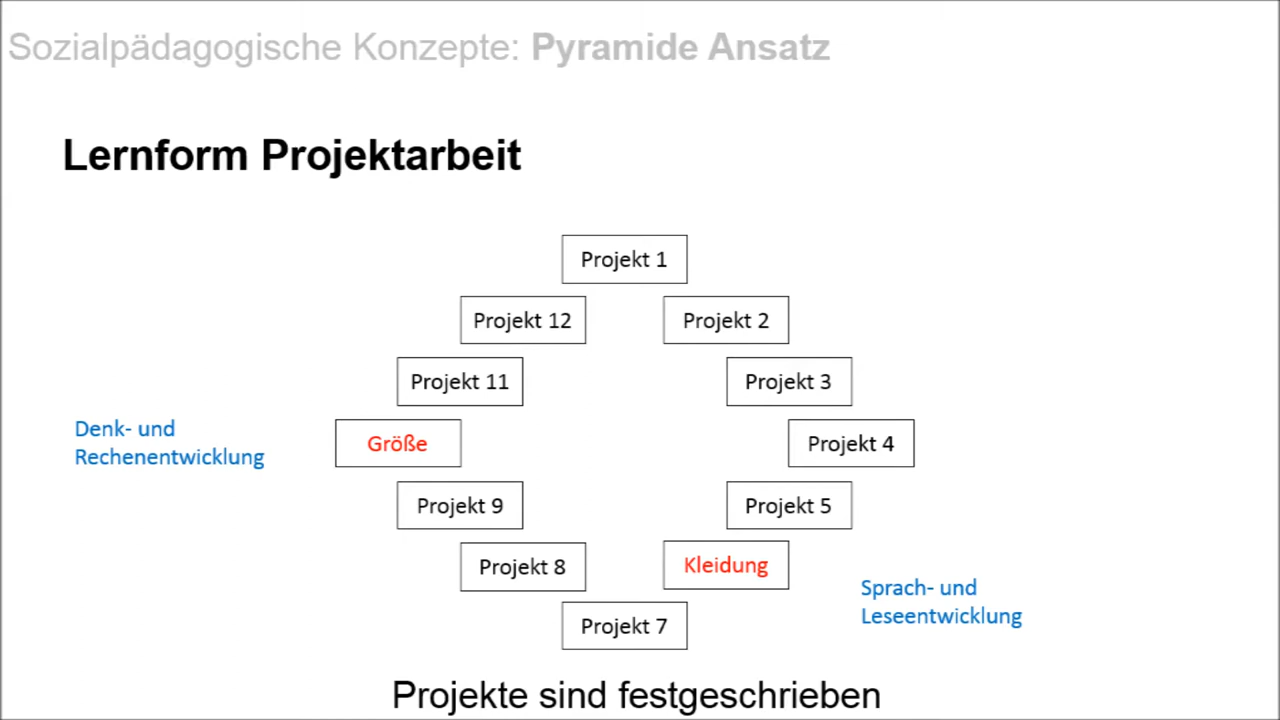 Sozialpädagogische Konzepte: Pyramide Ansatz
Lernform Projektarbeit
Projekt 1
Projekt 12
Projekt 2
Projekt 11
Projekt 3
Denk- und
Rechenentwicklung
Größe
Projekt 4
Projekt 9
Projekt 5
Projekt 8
Kleidung
Sprach- und
Leseentwicklung
Projekt 7
Projekte sind festgeschrieben